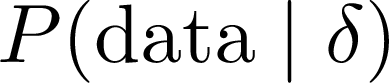 P(data | δ)